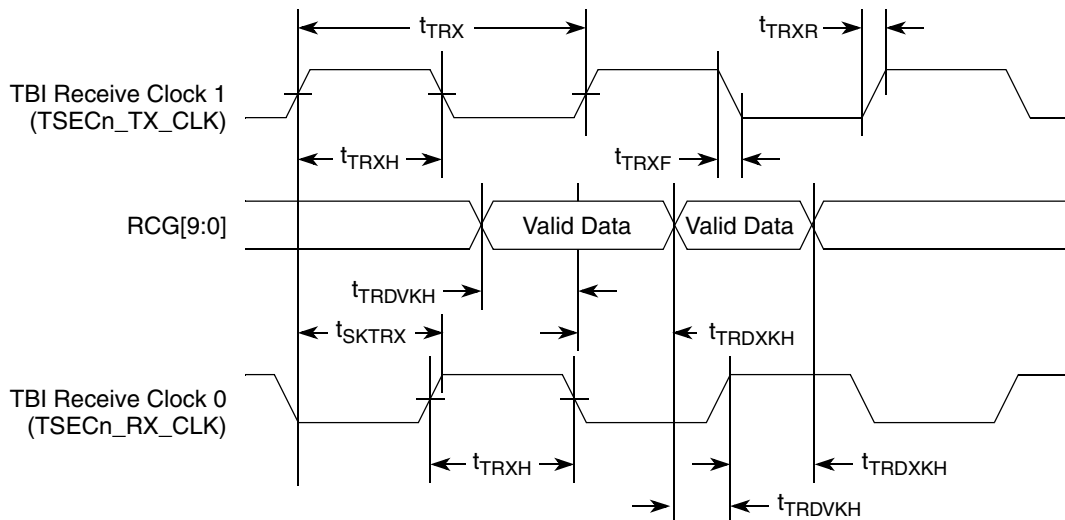 tTRX
tTRXR
TBI Receive Clock 1
(TSECn_TX_CLK)
tTRXH
tTRXF
RCG[9:0]
Valid Data
Valid Data
tTRDVKH
tSKTRX
tTRDXKH
TBI Receive Clock 0
(TSECn_RX_CLK)
tTRXH
tTRDXKH
tTRDVKH